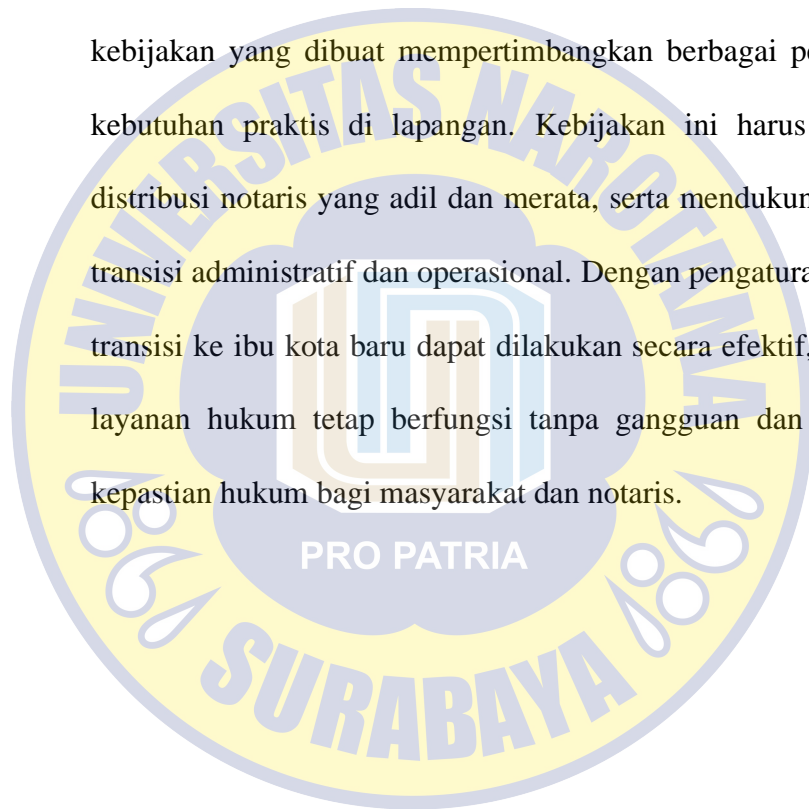 kebijakan yang dibuat mempertimbangkan berbagai
kebutuhan praktis di lapangan. Kebijakan ini harus
distribusi notaris yang adil dan merata, serta
transisi administratif dan operasional. Dengan
transisi ke ibu kota baru dapat dilakukan secara efektif,
layanan hukum tetap berfungsi tanpa gangguan dan
kepastian hukum bagi masyarakat dan notaris.
UNIVERSITAS NAROTAMA
PRO PATRIA
SURABAYA